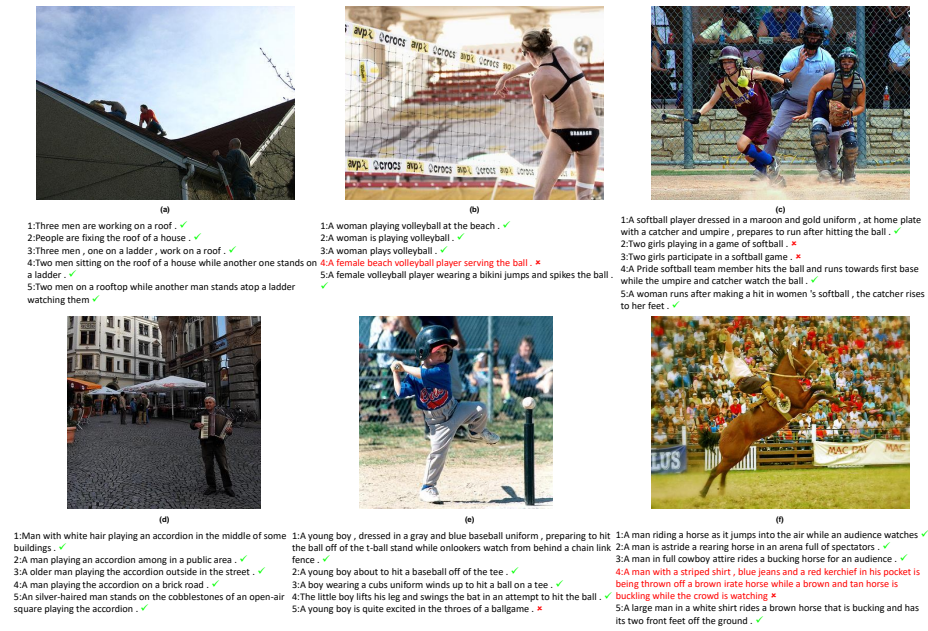 avp crocs avp crocs avp crocs
BRANDON
avp crocs avp crocs avp crocs avp crocs
(a)
(b)
(c)
1:Three men are working on a roof . ✓
2:People are fixing the roof of a house . ✓
3:Three men , one on a ladder , work on a roof . ✓
4:Two men sitting on the roof of a house while another one stands on
a ladder . ✓
5:Two men on a rooftop while another man stands atop a ladder
watching them ✓
1:A woman playing volleyball at the beach . ✓
2:A woman is playing volleyball . ✓
3:A woman plays volleyball . ✓
4:A female beach volleyball player serving the ball . ✖
5:A female volleyball player wearing a bikini jumps and spikes the ball .
✓
1:A softball player dressed in a maroon and gold uniform , at home plate
with a catcher and umpire , prepares to run after hitting the ball . ✓
2:Two girls playing in a game of softball . ✖
3:Two girls participate in a softball game . ✖
4:A Pride softball team member hits the ball and runs towards first base
while the umpire and catcher watch the ball . ✓
5:A woman runs after making a hit in women 's softball , the catcher rises
to her feet . ✓
LUS
MAC DAY
MAC
(d)
(e)
(f)
1:Man with white hair playing an accordion in the middle of some
buildings . ✓
2:A man playing an accordion among in a public area . ✓
3:A older man playing the accordion outside in the street . ✓
4:A man playing the accordion on a brick road . ✓
5:An silver-haired man stands on the cobblestones of an open-air
square playing the accordion . ✓
1:A young boy , dressed in a gray and blue baseball uniform , preparing to hit
the ball off of the t-ball stand while onlookers watch from behind a chain link
fence . ✓
2:A young boy about to hit a baseball off of the tee . ✓
3:A boy wearing a cubs uniform winds up to hit a ball on a tee . ✓
4:The little boy lifts his leg and swings the bat in an attempt to hit the ball . ✓
5:A young boy is quite excited in the throes of a ballgame . ✖
1:A man riding a horse as it jumps into the air while an audience watches ✓
2:A man is astride a rearing horse in an arena full of spectators . ✓
3:A man in full cowboy attire rides a bucking horse for an audience . ✓
4:A man with a striped shirt , blue jeans and a red kerchief in his pocket is
being thrown off a brown irate horse while a brown and tan horse is
buckling while the crowd is watching ✖
5:A large man in a white shirt rides a brown horse that is bucking and has
its two front feet off the ground . ✓